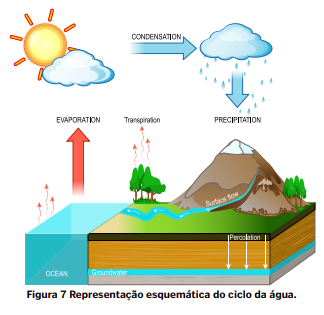 CONDENSATION
EVAPORATION
Transpiration
PRECIPITATION
Surface flow
Percolation
OCEAN
Groundwater
Figura 7 Representação esquemática do ciclo da água.